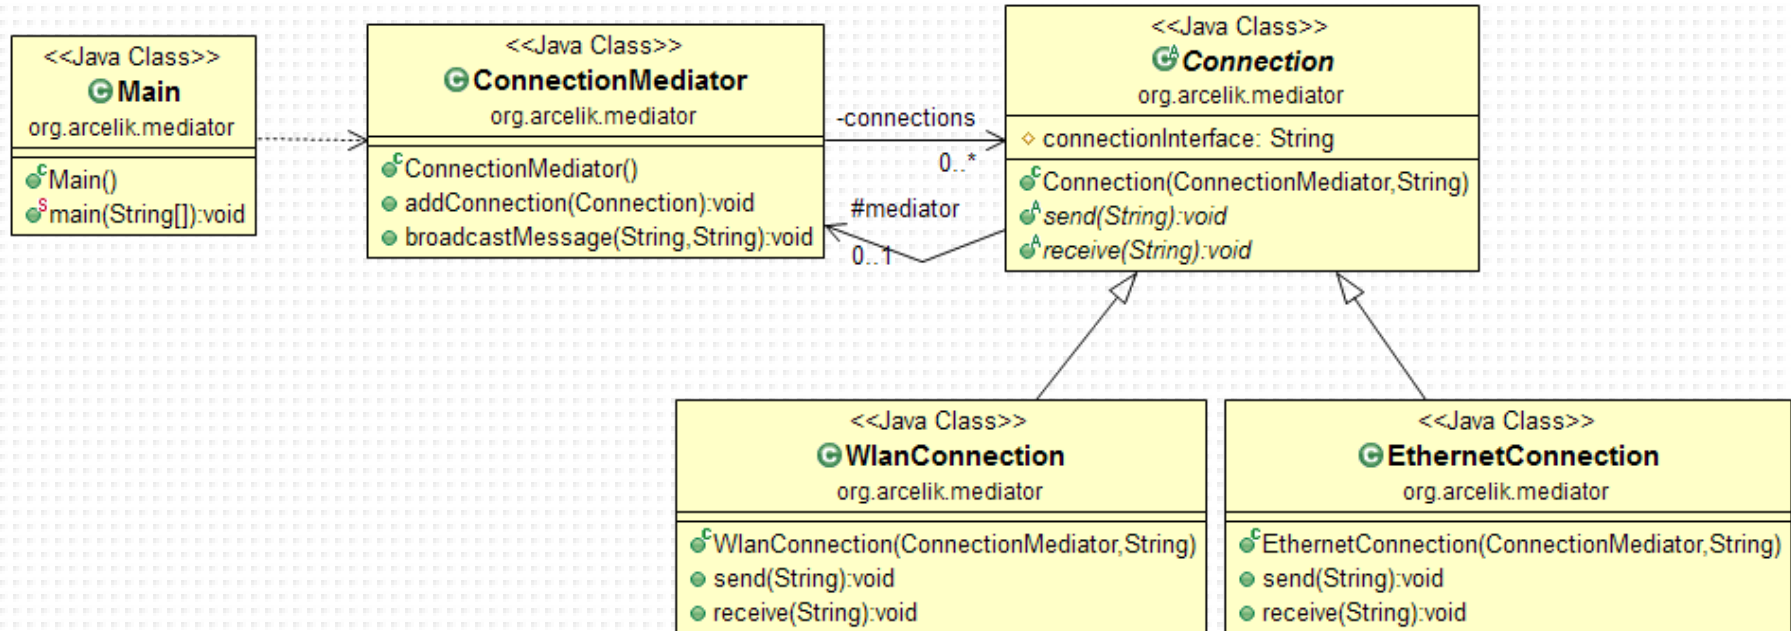 <<Java Class>>
Main
org.arcelik.mediator
Main()
main(String[]):void
<<Java Class>>
ConnectionMediator
org.arcelik.mediator
ConnectionMediator()
addConnection(Connection):void
broadcastMessage(String,String):void
-connections
0..*
#mediator
0..1
<<Java Class>>
Connection
org.arcelik.mediator
connectionInterface: String
Connection(ConnectionMediator,String)
send(String):void
receive(String):void
<<Java Class>>
WlanConnection
org.arcelik.mediator
WlanConnection(ConnectionMediator,String)
send(String):void
receive(String):void
<<Java Class>>
EthernetConnection
org.arcelik.mediator
EthernetConnection(ConnectionMediator,String)
send(String):void
receive(String):void